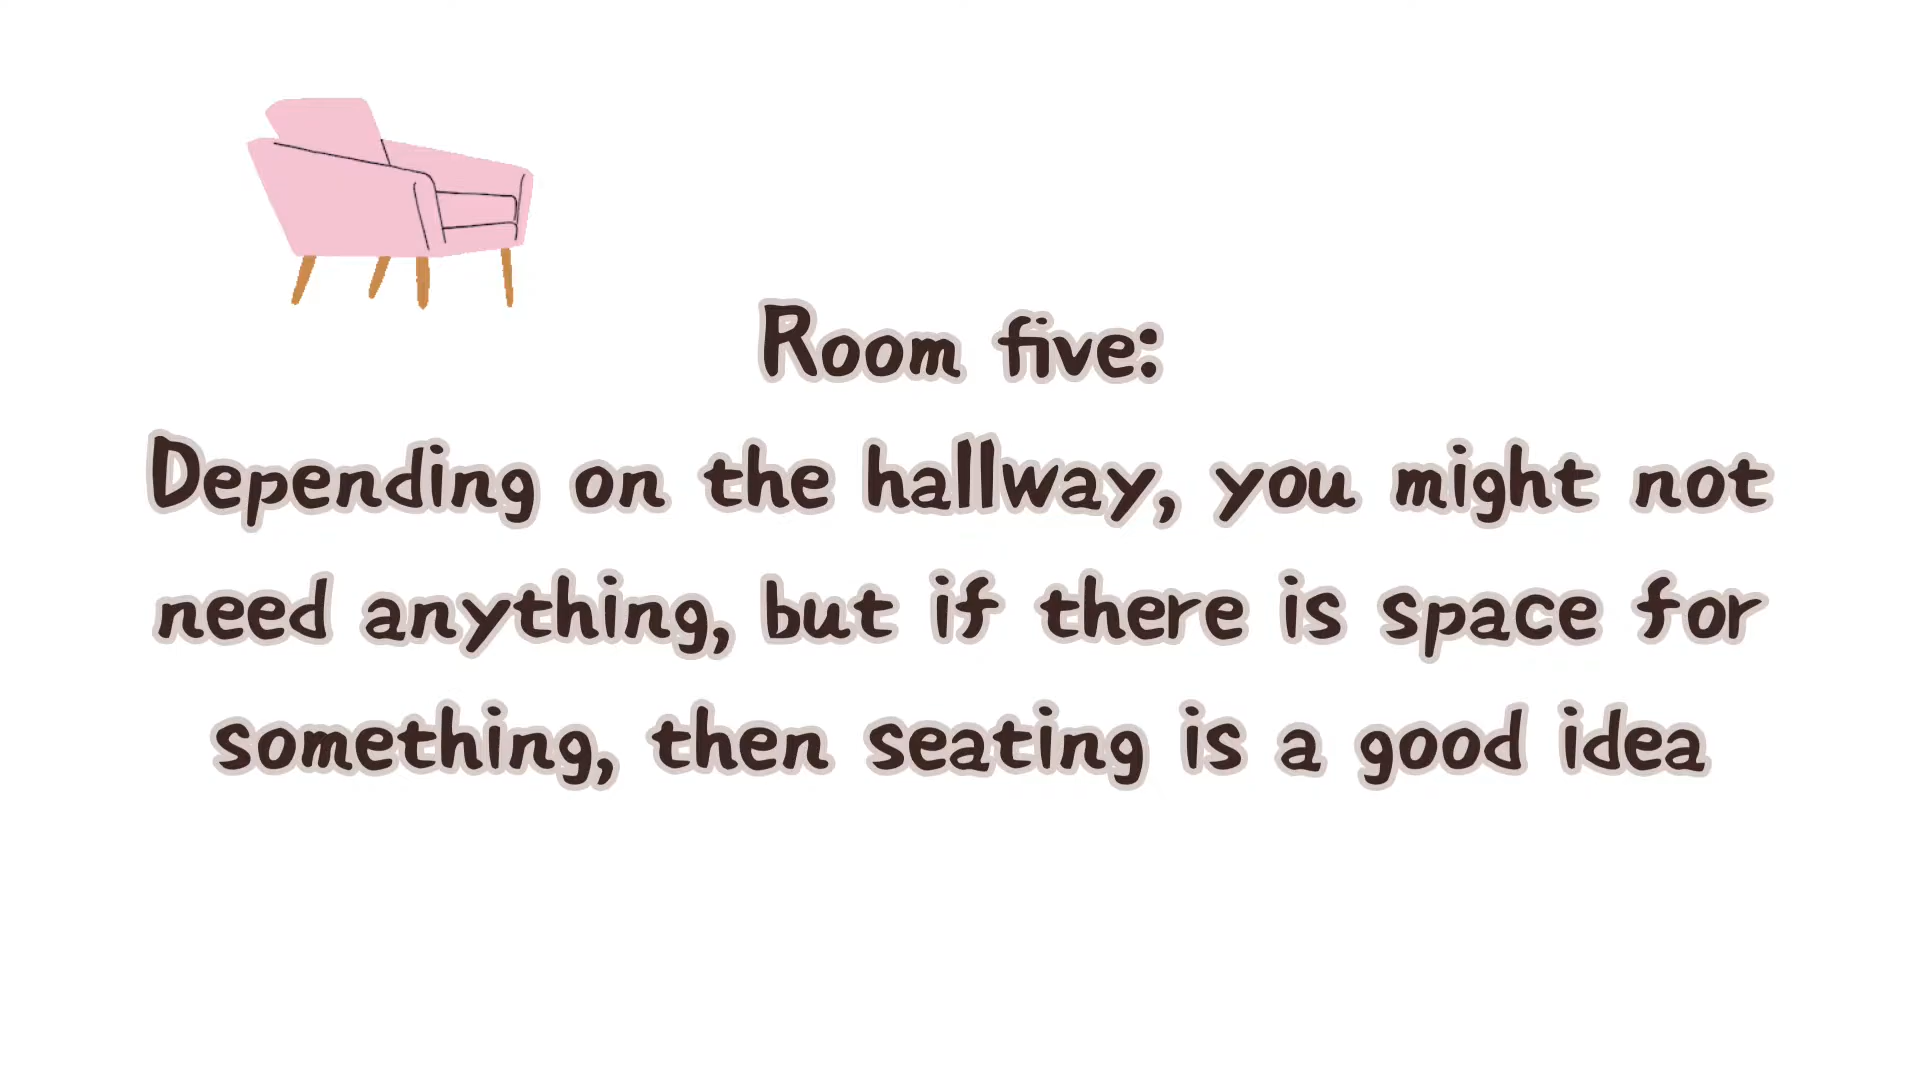 Room five:
Depending on the hallway, you might not
need anything, but if there is space for
something, then seating is a good idea